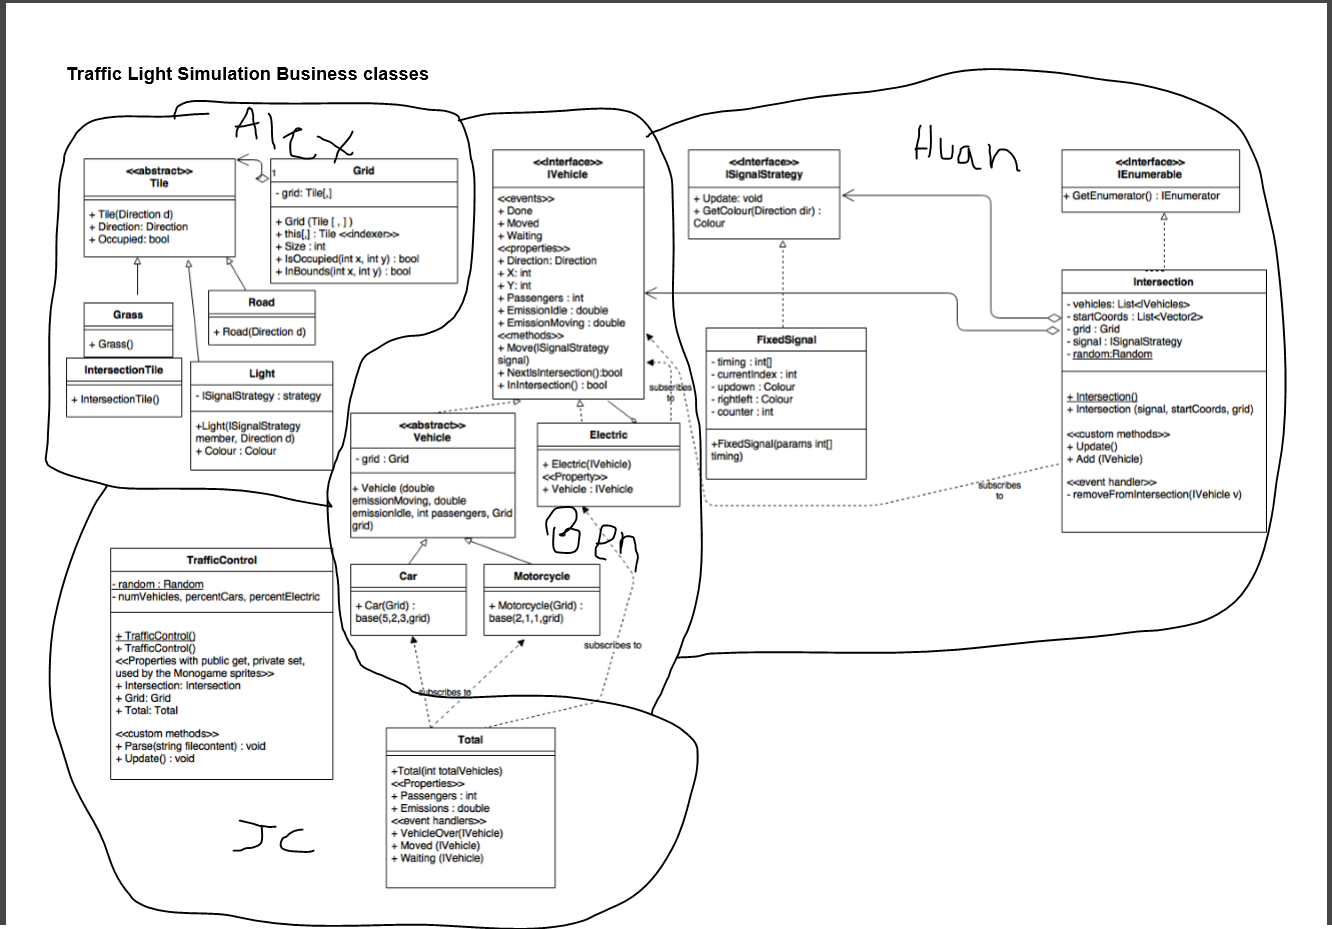 Traffic Light Simulation Business classes
Alex
<<abstract>>
Tile
+ Tile(Direction d)
+ Direction: Direction
+ Occupied: bool
1
Grid
- grid: Tile[,]
+ Grid (Tile [ , ] )
+ this[,] : Tile <<indexer>>
+ Size : int
+ IsOccupied(int x, int y) : bool
+ InBounds(int x, int y) : bool
Grass
+ Grass()
Road
+ Road(Direction d)
IntersectionTile
+ IntersectionTile()
Light
- ISignalStrategy : strategy
+Light(ISignalStrategy
member, Direction d)
+ Colour : Colour
<<Interface>>
IVehicle
<<events>>
+ Done
+ Moved
+ Waiting
<<properties>>
+ Direction: Direction
+ X: int
+ Y: int
+ Passengers : int
+ EmissionIdle : double
+ EmissionMoving : double
<<methods>>
+ Move(ISignalStrategy
signal)
+ NextIsIntersection():bool
+ InIntersection() : bool
subscribes
to
<<abstract>>
Vehicle
- grid : Grid
+ Vehicle (double
emissionMoving, double
emissionIdle, int passengers, Grid
grid)
Electric
+ Electric(IVehicle)
<<Property>>
+ Vehicle : IVehicle
Ben
Car
+ Car(Grid) :
base(5,2,3,grid)
Motorcycle
+ Motorcycle(Grid) :
base(2,1,1,grid)
subscribes to
subscribes to
Huan
<<Interface>>
ISignalStrategy
+ Update: void
+ GetColour(Direction dir) :
Colour
<<Interface>>
IEnumerable
+ GetEnumerator() : IEnumerator
FixedSignal
- timing : int[]
- currentIndex : int
- updown : Colour
- rightleft : Colour
- counter : int
+FixedSignal(params int[]
timing)
Intersection
- vehicles: List<IVehicles>
- startCoords : List<Vector2>
- grid : Grid
- signal : ISignalStrategy
- random:Random
+ Intersection()
+ Intersection (signal, startCoords, grid)
<<custom methods>>
+ Update()
+ Add (IVehicle)
<<event handler>>
- removeFromIntersection(IVehicle v)
subscribes
to
TrafficControl
- random : Random
- numVehicles, percentCars, percentElectric
+ TrafficControl()
+ TrafficControl()
<<Properties with public get, private set,
used by the Monogame sprites>>
+ Intersection: Intersection
+ Grid: Grid
+ Total: Total
<<custom methods>>
+ Parse(string filecontent) : void
+ Update() : void
JC
Total
+Total(int totalVehicles)
<<Properties>>
+ Passengers : int
+ Emissions : double
<<event handlers>>
+ VehicleOver(IVehicle)
+ Moved (IVehicle)
+ Waiting (IVehicle)